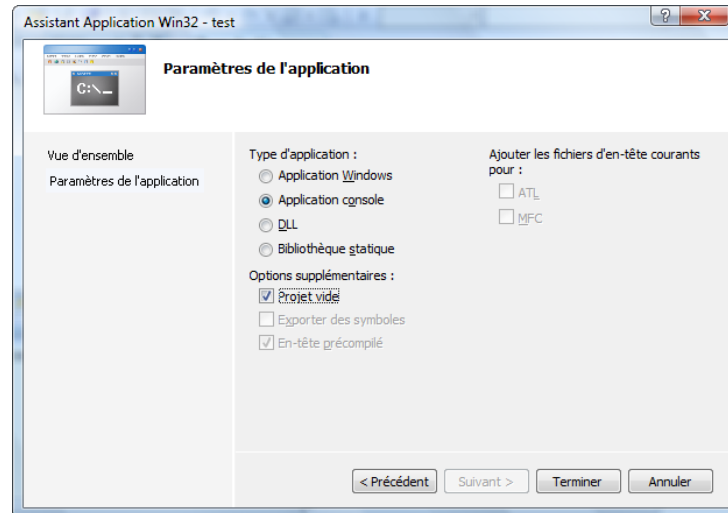 Assistant Application Win32 - test
Paramètres de l'application
C:\_
Vue d'ensemble
Paramètres de l'application
Type d'application :
Application Windows
Application console
DLL
Bibliothèque statique
Options supplémentaires :
Projet vide
Exporter des symboles
En-tête précompilé
Ajouter les fichiers d'en-tête courants
pour :
ATL
MFC
< Précédent
Suivant >
Terminer
Annuler